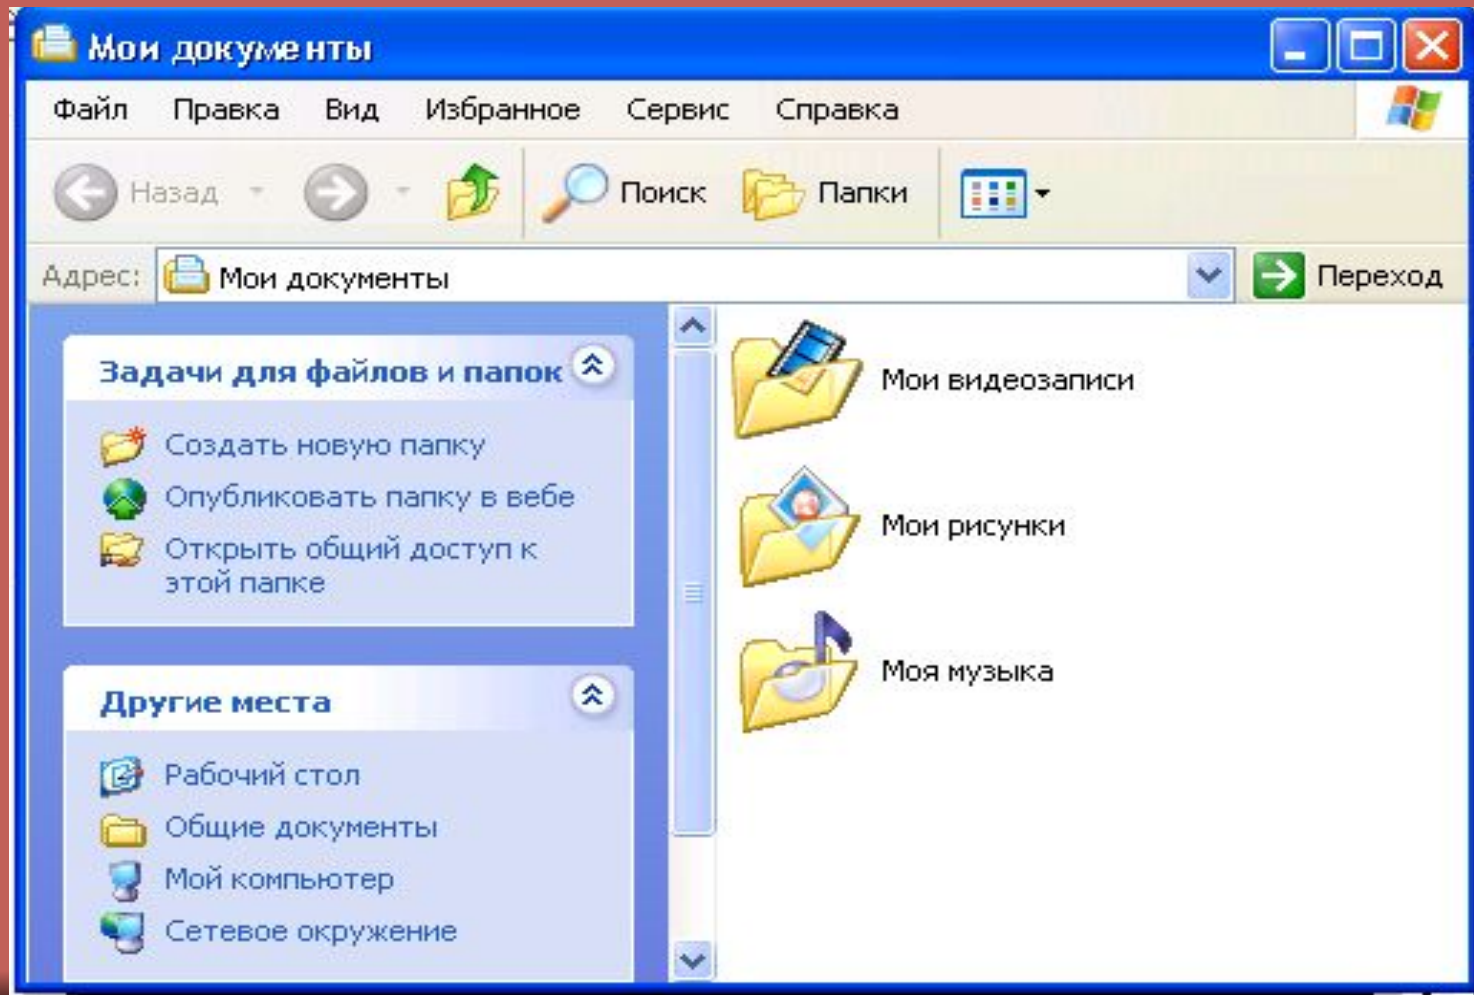 Мои документы
Файл Правка Вид Избранное Сервис Справка
Назад Поиск Папки
Адрес: Мои документы Переход
Задачи для файлов и папок
Создать новую папку
Опубликовать папку в вебе
Открыть общий доступ к
этой папке
Другие места
Рабочий стол
Общие документы
Мой компьютер
Сетевое окружение
Мои видеозаписи
Мои рисунки
Моя музыка